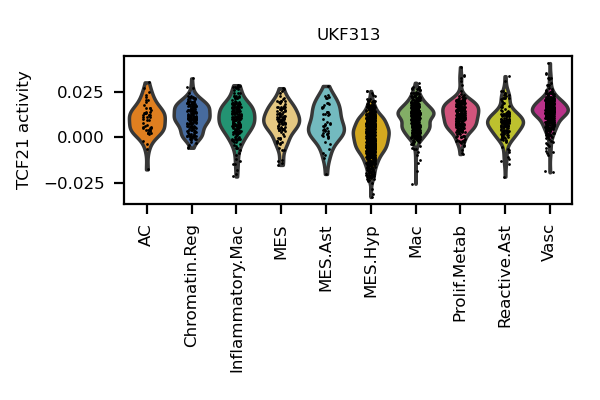 UKF313
TCF21 activity
0.025
0.000
−0.025
AC
Chromatin.Reg
Inflammatory.Mac
MES
MES.Ast
MES.Hyp
Mac
Prolif.Metab
Reactive.Ast
Vasc